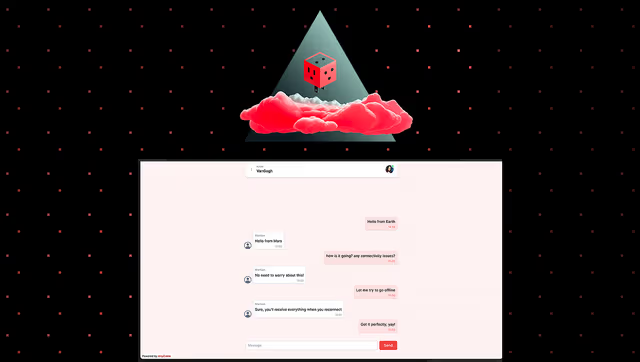 VanGogh
Hello from Earth
Hello from Mars
how is it going? any connectivity issues?
No need to worry about this!
Let me try to go offline
Sure, you'll receive everything when you reconnect
Got it perfectly, yay!
Message
Send
Powered by AnyCable